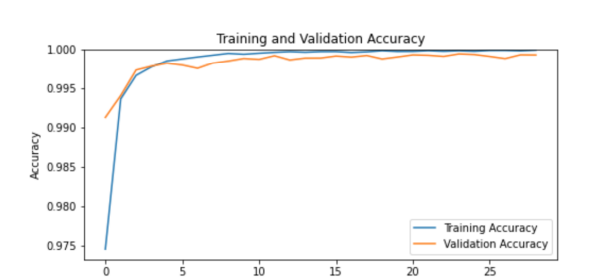 Training and Validation Accuracy
1.000
0.995
0.990
0.985
0.980
0.975
Accuracy
Training Accuracy
Validation Accuracy
0 5 10 15 20 25